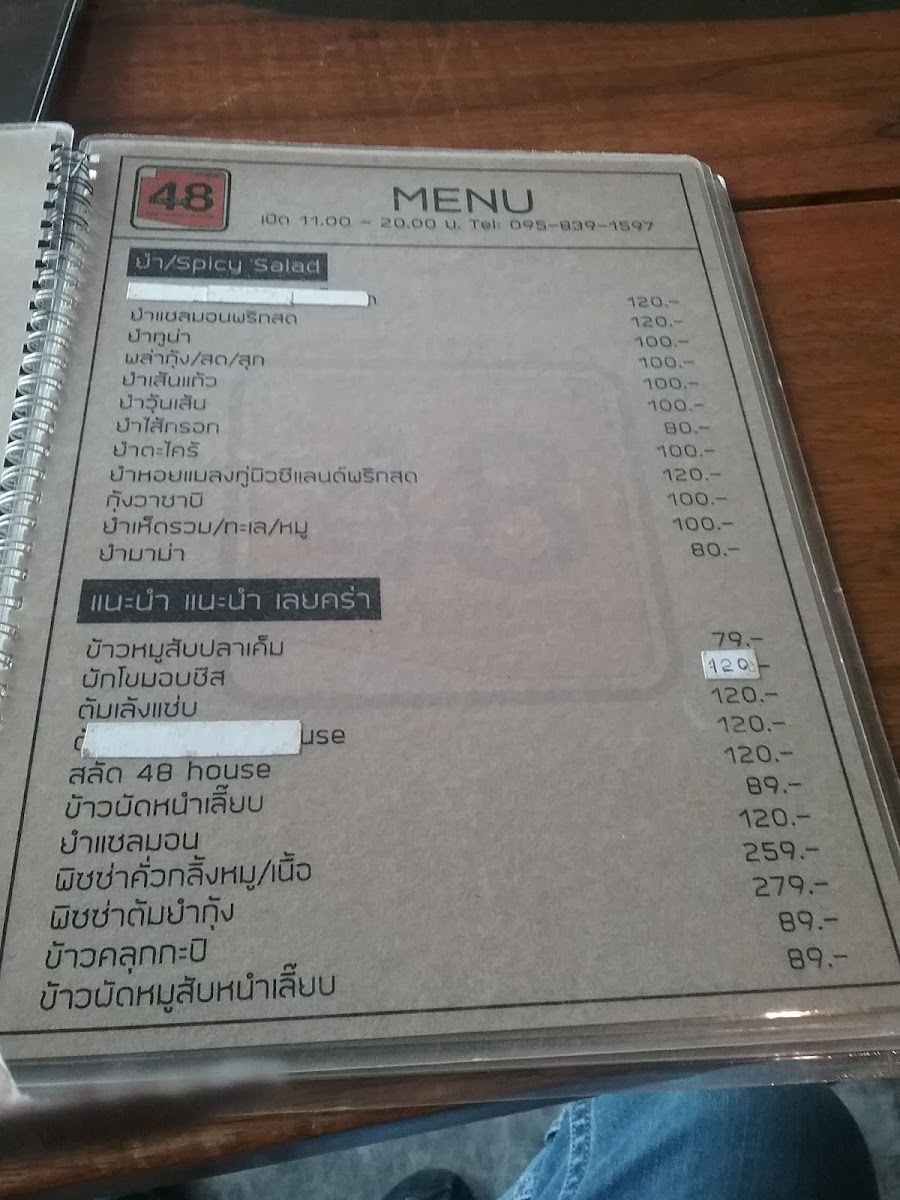 48
MENU
เปิด 11.00 - 20.00 น. Tel: 095-839-1597
ยำ/Spicy Salad
120.-
ยำแซลมอนพริกสด 120.-
ยำทูน่า 100.-
พล่ากุ้ง/สด/สุก 100.-
ยำเส้นแก้ว 100.-
ยำวุ้นเส้น 100.-
ยำไส้กรอก 80.-
ยำตะไคร้ 100.-
ยำหอยแมลงภู่นิวซีแลนด์พริกสด 120.-
กุ้งวาซาบิ 100.-
ยำเห็ดรวม/ทะเล/หมู 100.-
ยำมาม่า 80.-
แนะนำ แนะนำ เลยคร่า
ข้าวหมูสับปลาเค็ม 79.-
ผักโขมอบชีส 120.-
ต้มเล้งแซ่บ 120.-
use 120.-
สลัด 48 house 120.-
ข้าวผัดหนำเลี๊ยบ 89.-
ยำแซลมอน 120.-
พิซซ่าคั่วกลิ้งหมู/เนื้อ 259.-
พิซซ่าต้มยำกุ้ง 279.-
ข้าวคลุกกะปิ 89.-
ข้าวผัดหมูสับหนำเลี๊ยบ 89.-